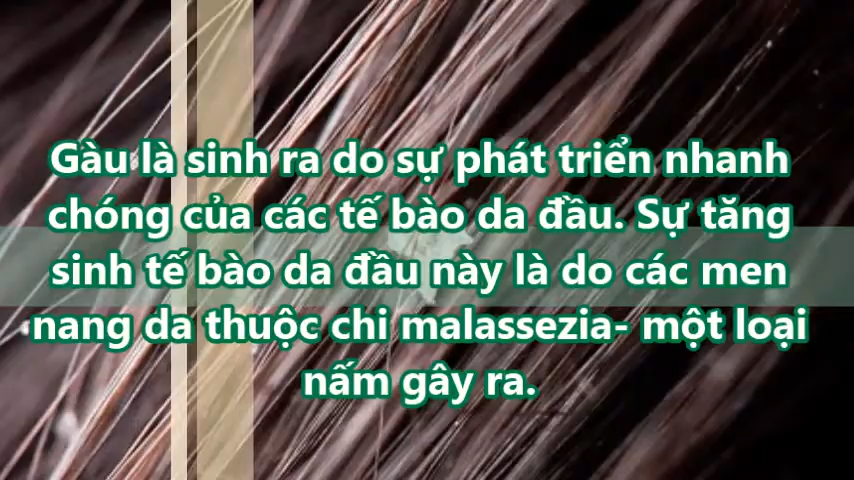 Gàu là sinh ra do sự phát triển nhanh
chóng của các tế bào da đầu. Sự tăng
sinh tế bào da đầu này là do các men
nang da thuộc chi malassezia- một loại
nấm gây ra.